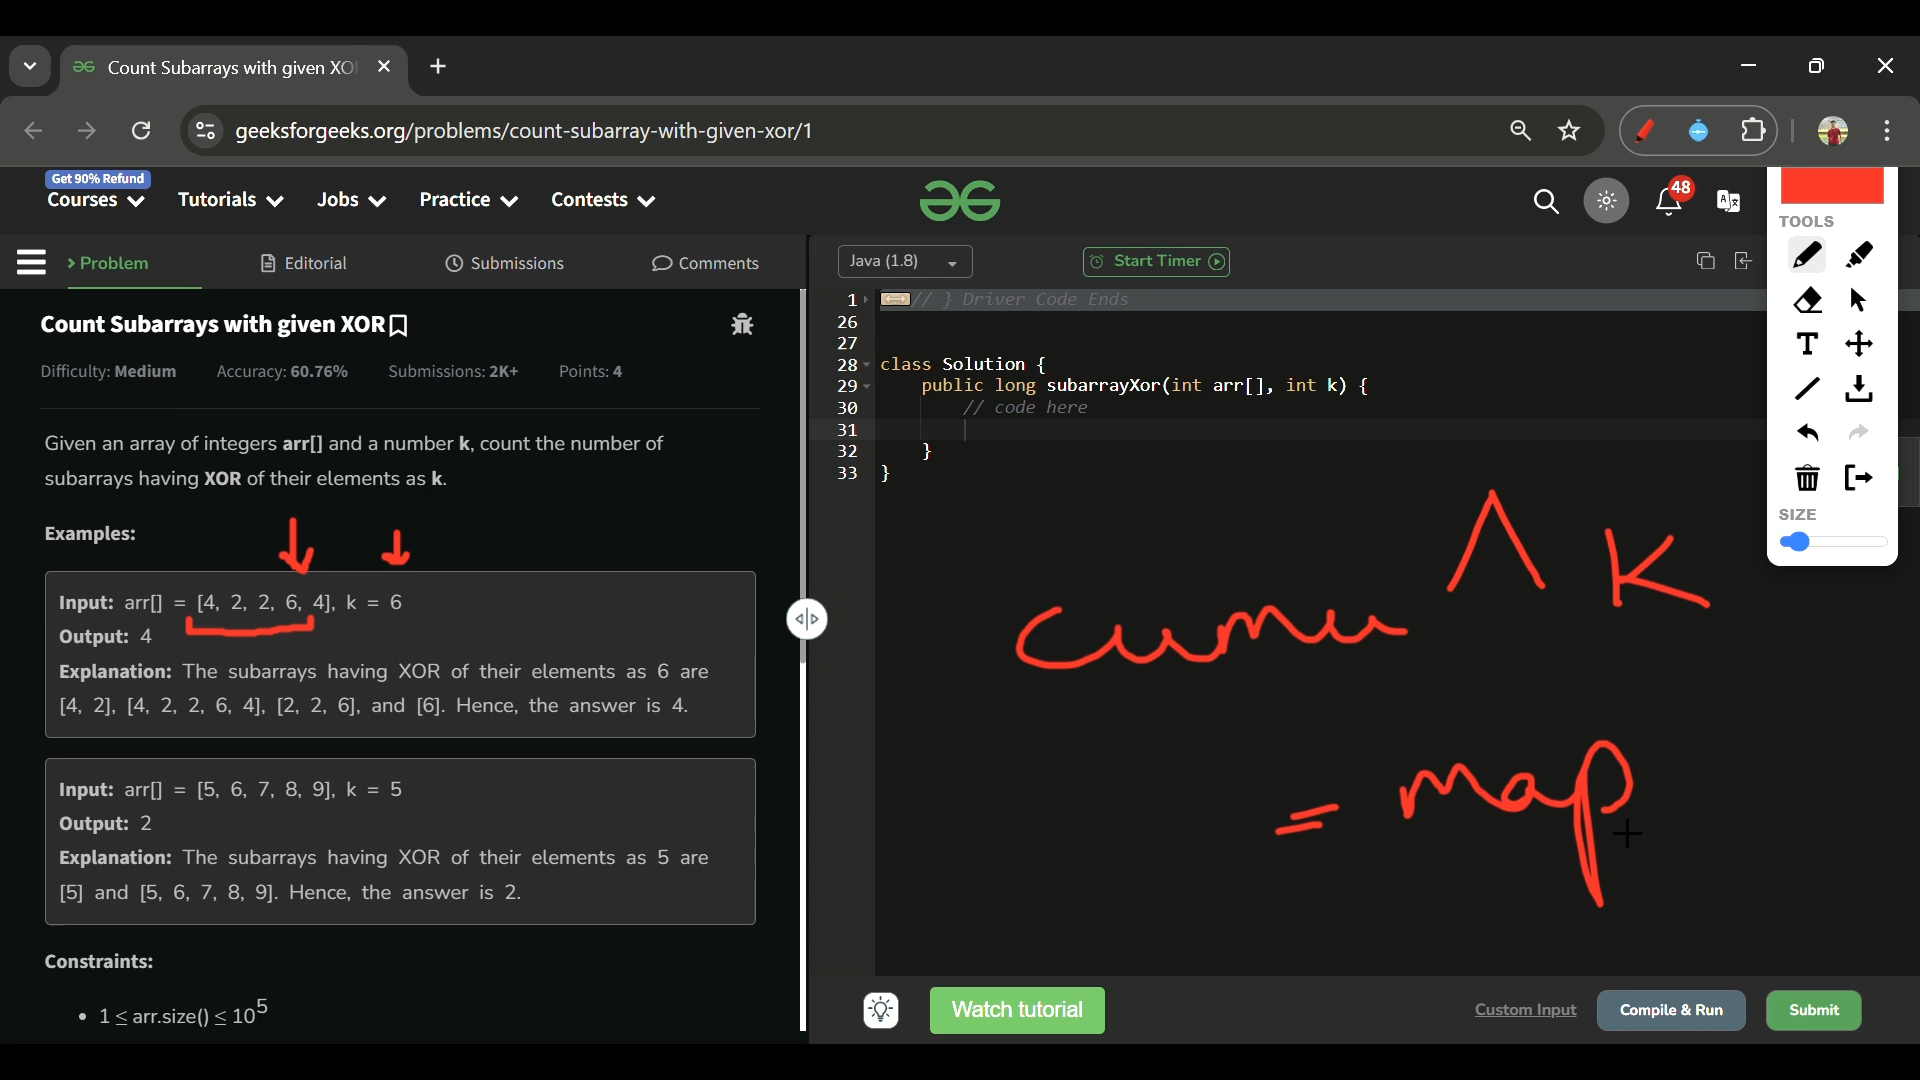 Count Subarrays with given XO
geeksforgeeks.org/problems/count-subarray-with-given-xor/1
Get 90% Refund
Courses Tutorials Jobs Practice Contests
48
TOOLS
Problem Editorial Submissions Comments
Java (1.8) Start Timer
Count Subarrays with given XOR
Difficulty: Medium Accuracy: 60.76% Submissions: 2K+ Points: 4
Given an array of integers arr[] and a number k, count the number of
subarrays having XOR of their elements as k.
Examples:
Input: arr[] = [4, 2, 2, 6, 4], k = 6
Output: 4
Explanation: The subarrays having XOR of their elements as 6 are
[4, 2], [4, 2, 2, 6, 4], [2, 2, 6], and [6]. Hence, the answer is 4.
Input: arr[] = [5, 6, 7, 8, 9], k = 5
Output: 2
Explanation: The subarrays having XOR of their elements as 5 are
[5] and [5, 6, 7, 8, 9]. Hence, the answer is 2.
Constraints:
• 1 ≤ arr.size() ≤ 10^5
1 // } Driver Code Ends
26
27
28 class Solution {
29 public long subarrayXor(int arr[], int k) {
30 // code here
31
32 }
33 }
SIZE
cumu ^ K
= map
Watch tutorial Custom Input Compile & Run Submit